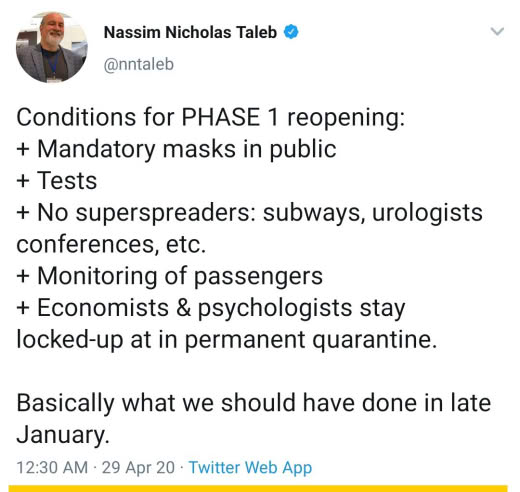 Nassim Nicholas Taleb
@nntaleb
Conditions for PHASE 1 reopening:
+ Mandatory masks in public
+ Tests
+ No superspreaders: subways, urologists
conferences, etc.
+ Monitoring of passengers
+ Economists & psychologists stay
locked-up at in permanent quarantine.
Basically what we should have done in late
January.
12:30 AM · 29 Apr 20 · Twitter Web App